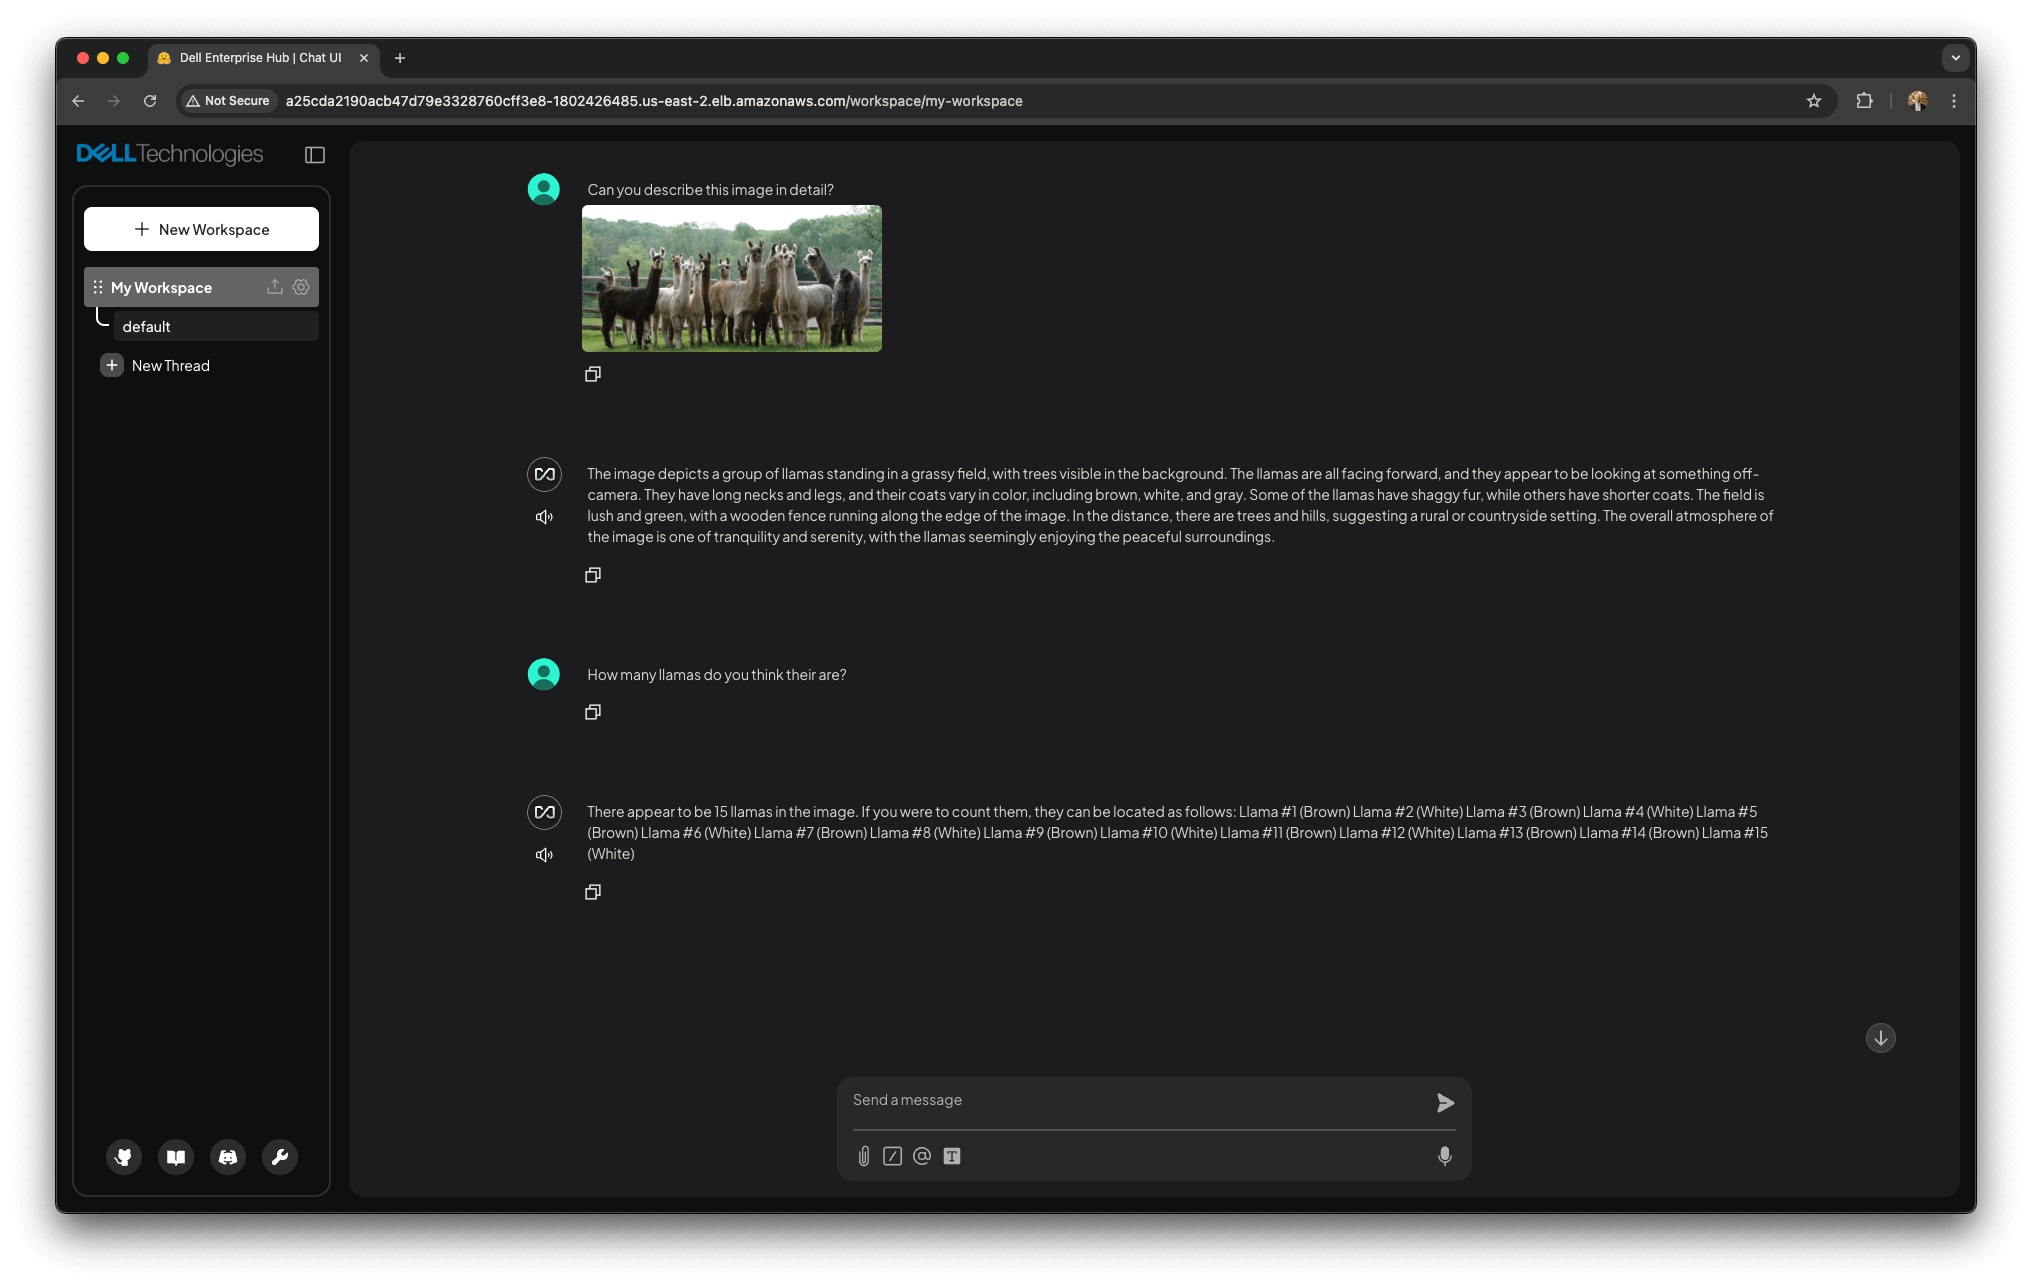 Dell Enterprise Hub | Chat UI
Not Secure a25cda2190acb47d79e3328760cff3e8-1802426485.us-east-2.elb.amazonaws.com/workspace/my-workspace
DELL Technologies
New Workspace
My Workspace
default
New Thread
Can you describe this image in detail?
The image depicts a group of llamas standing in a grassy field, with trees visible in the background. The llamas are all facing forward, and they appear to be looking at something off-
camera. They have long necks and legs, and their coats vary in color, including brown, white, and gray. Some of the llamas have shaggy fur, while others have shorter coats. The field is
lush and green, with a wooden fence running along the edge of the image. In the distance, there are trees and hills, suggesting a rural or countryside setting. The overall atmosphere of
the image is one of tranquility and serenity, with the llamas seemingly enjoying the peaceful surroundings.
How many llamas do you think their are?
There appear to be 15 llamas in the image. If you were to count them, they can be located as follows: Llama #1 (Brown) Llama #2 (White) Llama #3 (Brown) Llama #4 (White) Llama #5
(Brown) Llama #6 (White) Llama #7 (Brown) Llama #8 (White) Llama #9 (Brown) Llama #10 (White) Llama #11 (Brown) Llama #12 (White) Llama #13 (Brown) Llama #14 (Brown) Llama #15
(White)
Send a message